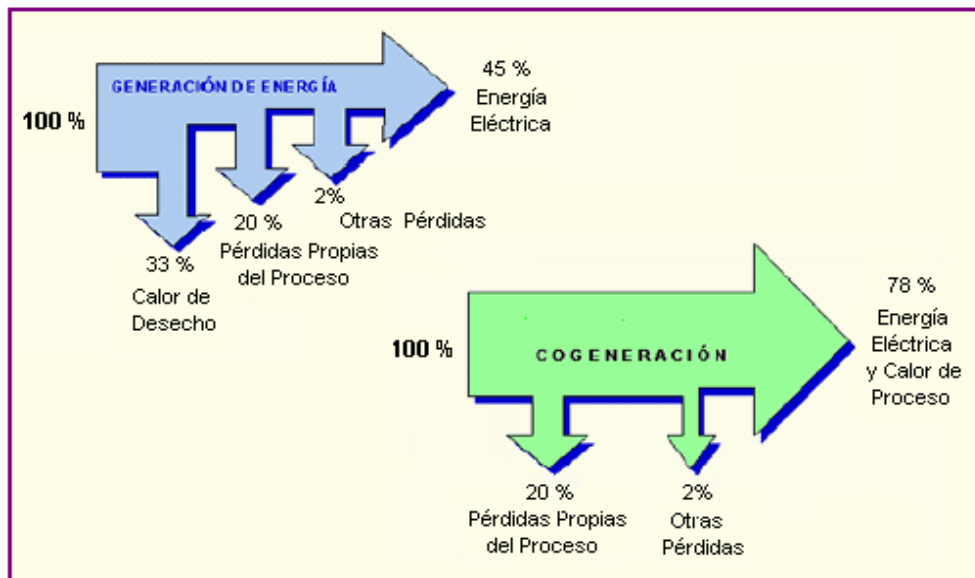 GENERACIÓN DE ENERGÍA
100 %
45 %
Energía
Eléctrica
33 %
Calor de
Desecho
20 %
Pérdidas Propias
del Proceso
2%
Otras Pérdidas
COGENERACIÓN
100 %
78 %
Energía
Eléctrica
y Calor de
Proceso
20 %
Pérdidas Propias
del Proceso
2%
Otras
Pérdidas